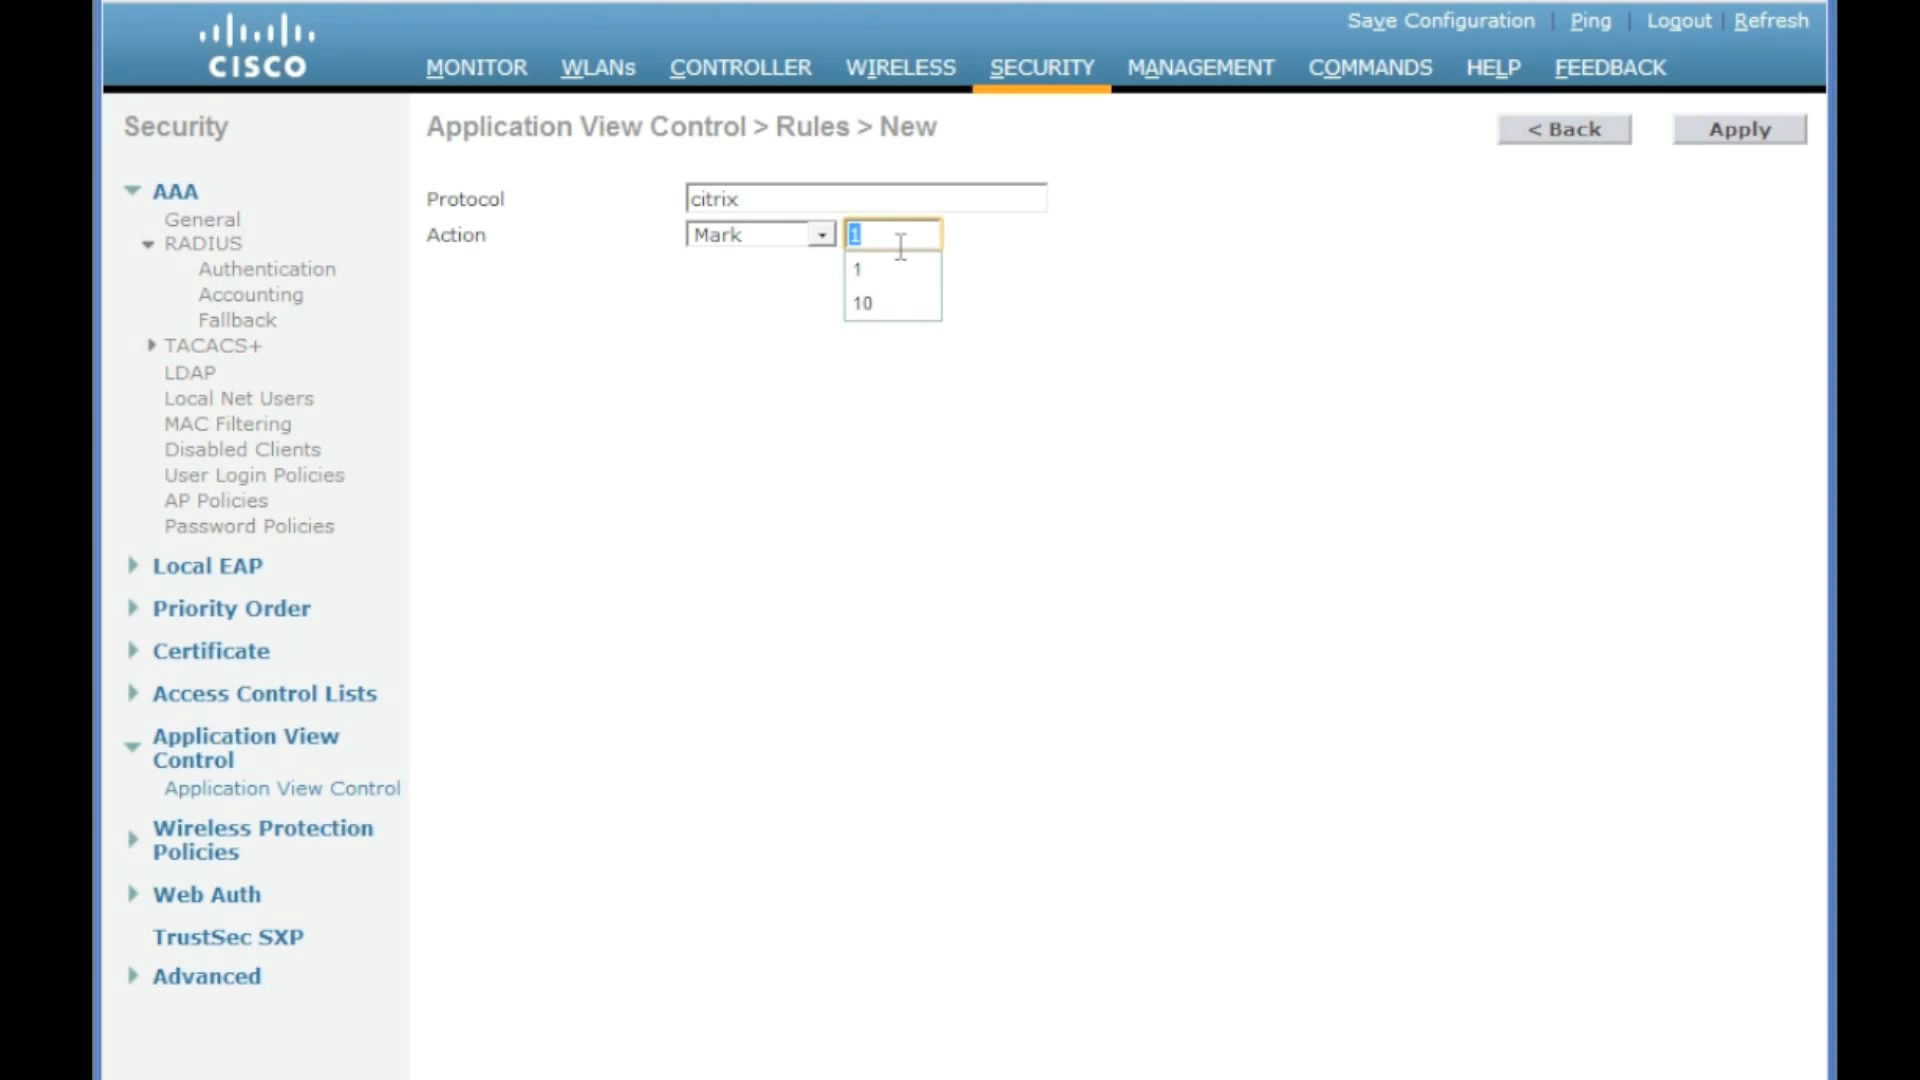 Save Configuration | Ping | Logout | Refresh
CISCO
MONITOR WLANs CONTROLLER WIRELESS SECURITY MANAGEMENT COMMANDS HELP FEEDBACK
Security
Application View Control > Rules > New
< Back
Apply
AAA
General
RADIUS
Authentication
Accounting
Fallback
TACACS+
LDAP
Local Net Users
MAC Filtering
Disabled Clients
User Login Policies
AP Policies
Password Policies
Local EAP
Priority Order
Certificate
Access Control Lists
Application View
Control
Application View Control
Wireless Protection
Policies
Web Auth
TrustSec SXP
Advanced
Protocol citrix
Action Mark 1
1
10